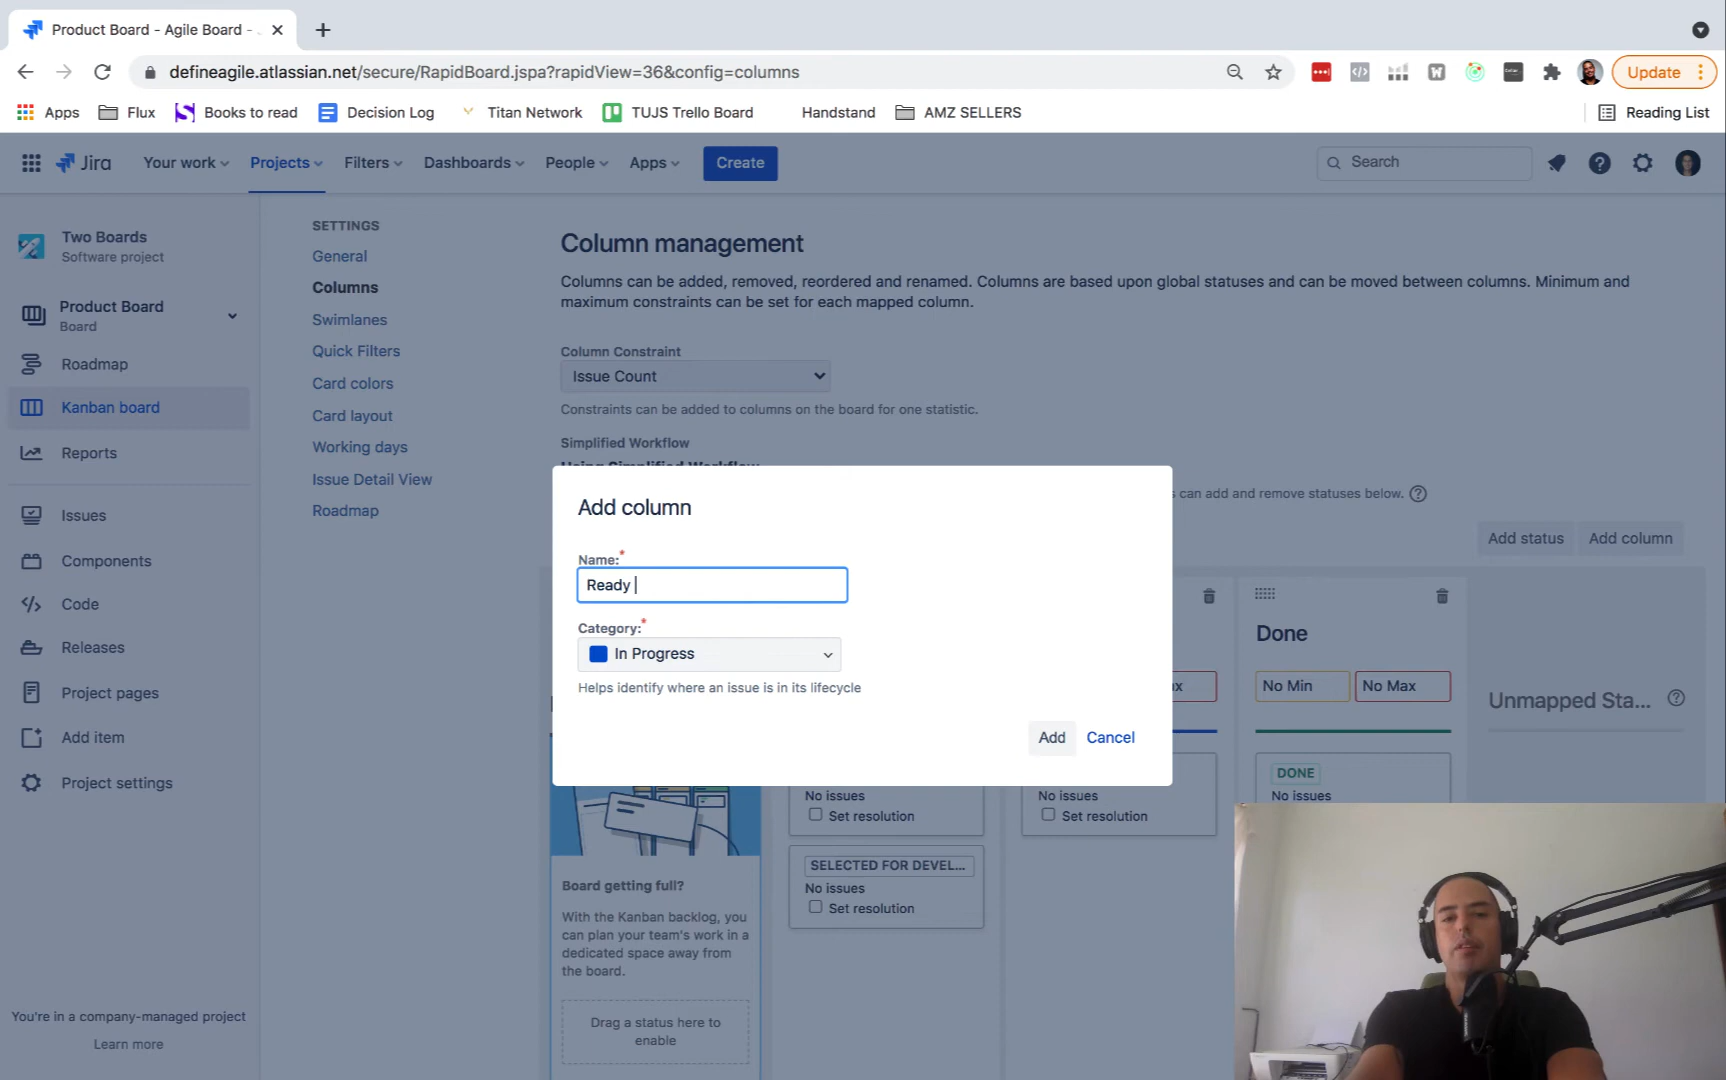 Product Board - Agile Board -
defineagile.atlassian.net/secure/RapidBoard.jspa?rapidView=36&config=columns
Update
Apps
Flux
Books to read
Decision Log
Titan Network
TUJS Trello Board
Handstand
AMZ SELLERS
Reading List
Jira
Your work
Projects
Filters
Dashboards
People
Apps
Create
Search
Two Boards
Software project
Product Board
Board
Roadmap
Kanban board
Reports
Issues
Components
Code
Releases
Project pages
Add item
Project settings
You're in a company-managed project
Learn more
SETTINGS
General
Columns
Swimlanes
Quick Filters
Card colors
Card layout
Working days
Issue Detail View
Roadmap
Column management
Columns can be added, removed, reordered and renamed. Columns are based upon global statuses and can be moved between columns. Minimum and
maximum constraints can be set for each mapped column.
Column Constraint
Issue Count
Constraints can be added to columns on the board for one statistic.
Simplified Workflow
Using Simplified Workflow
s can add and remove statuses below.
Add status
Add column
Add column
Name:*
Ready
Category:*
In Progress
Helps identify where an issue is in its lifecycle
Add
Cancel
Done
No Min
No Max
Unmapped Sta...
DONE
No issues
No issues
Set resolution
No issues
Set resolution
SELECTED FOR DEVEL...
No issues
Set resolution
Board getting full?
With the Kanban backlog, you
can plan your team's work in a
dedicated space away from
the board.
Drag a status here to
enable